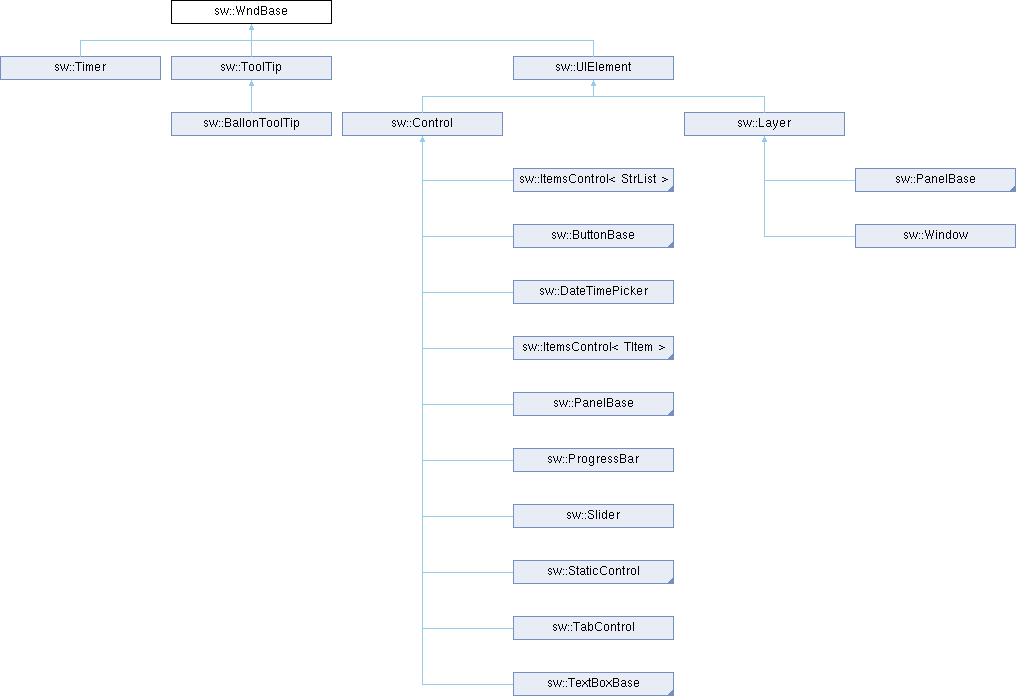 sw::WndBase
sw::Timer
sw::ToolTip
sw::UIElement
sw::BallonToolTip
sw::Control
sw::Layer
sw::ItemsControl< StrList >
sw::PanelBase
sw::ButtonBase
sw::Window
sw::DateTimePicker
sw::ItemsControl< TItem >
sw::PanelBase
sw::ProgressBar
sw::Slider
sw::StaticControl
sw::TabControl
sw::TextBoxBase